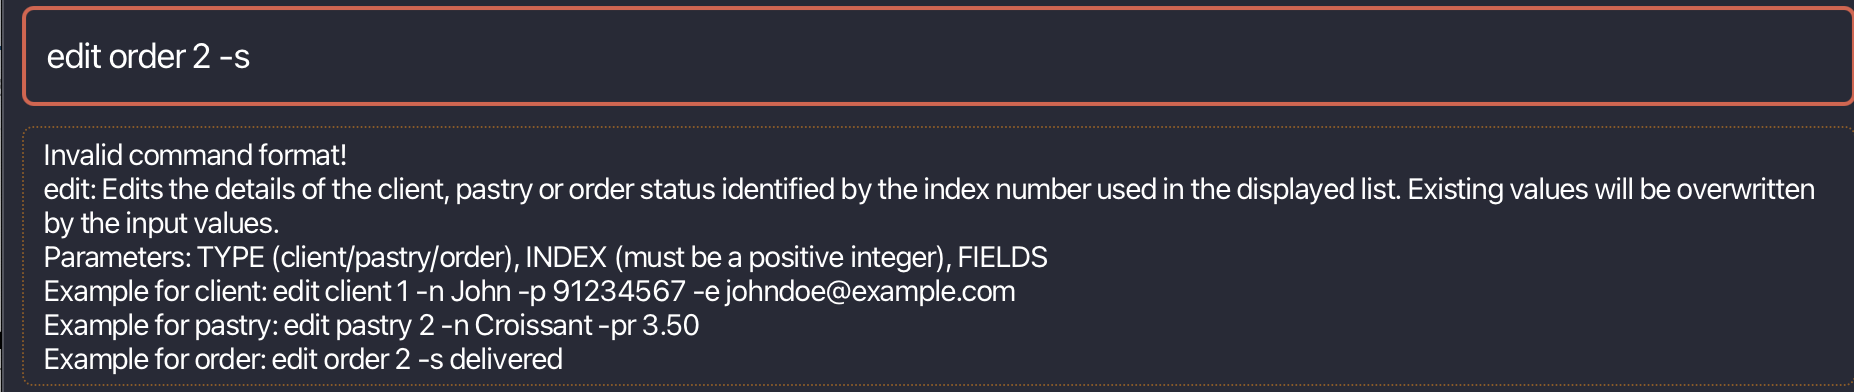 edit order 2 -s
Invalid command format!
edit: Edits the details of the client, pastry or order status identified by the index number used in the displayed list. Existing values will be overwritten
by the input values.
Parameters: TYPE (client/pastry/order), INDEX (must be a positive integer), FIELDS
Example for client: edit client 1 -n John -p 91234567 -e johndoe@example.com
Example for pastry: edit pastry 2 -n Croissant -pr 3.50
Example for order: edit order 2 -s delivered